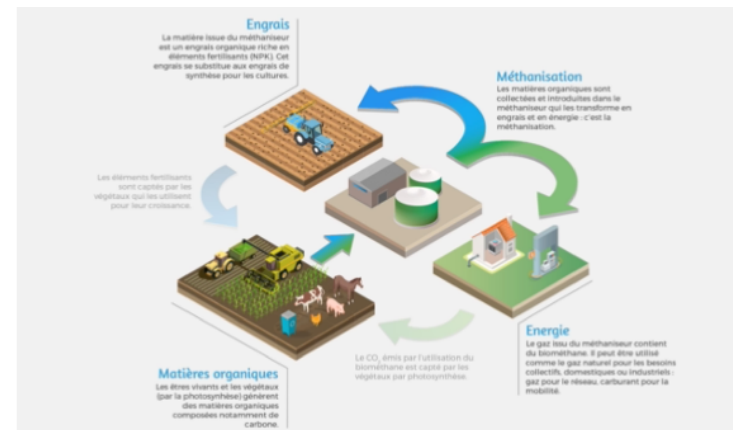 Engrais
La matière issue du méthaniseur
est un engrais organique riche en
éléments fertilisants (NPK). Cet
engrais se substitue aux engrais de
synthèse pour les cultures.
Méthanisation
Les matières organiques sont
collectées et introduites dans le
méthaniseur qui les transforme en
engrais et en énergie : c'est la
méthanisation.
Les éléments fertilisants
sont captés par les
végétaux qui les utilisent
pour leur croissance.
Energie
Le gaz issu du méthaniseur contient
du biométhane. Il peut être utilisé
comme le gaz naturel pour les besoins
collectifs, domestiques ou industriels :
gaz pour le réseau, carburant pour la
mobilité.
Le CO₂ émis par l'utilisation du
biométhane est capté par les
végétaux par photosynthèse.
Matières organiques
Les êtres vivants et les végétaux
(par la photosynhèse) génèrent
des matières organiques
composées notamment de
carbone.